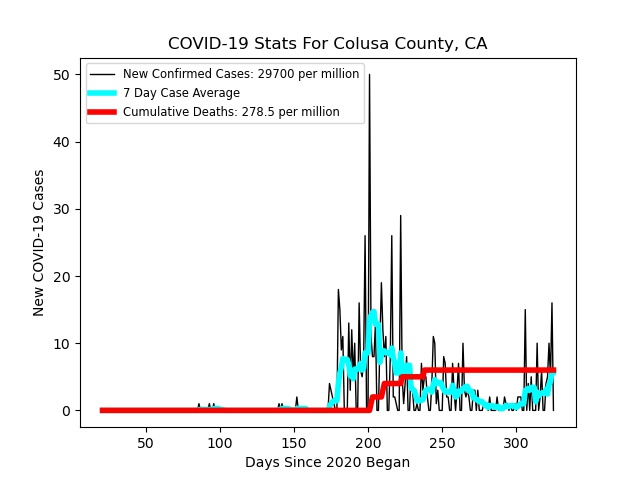 COVID-19 Stats For Colusa County, CA
New Confirmed Cases: 29700 per million
7 Day Case Average
Cumulative Deaths: 278.5 per million
New COVID-19 Cases
50
40
30
20
10
0
50 100 150 200 250 300
Days Since 2020 Began